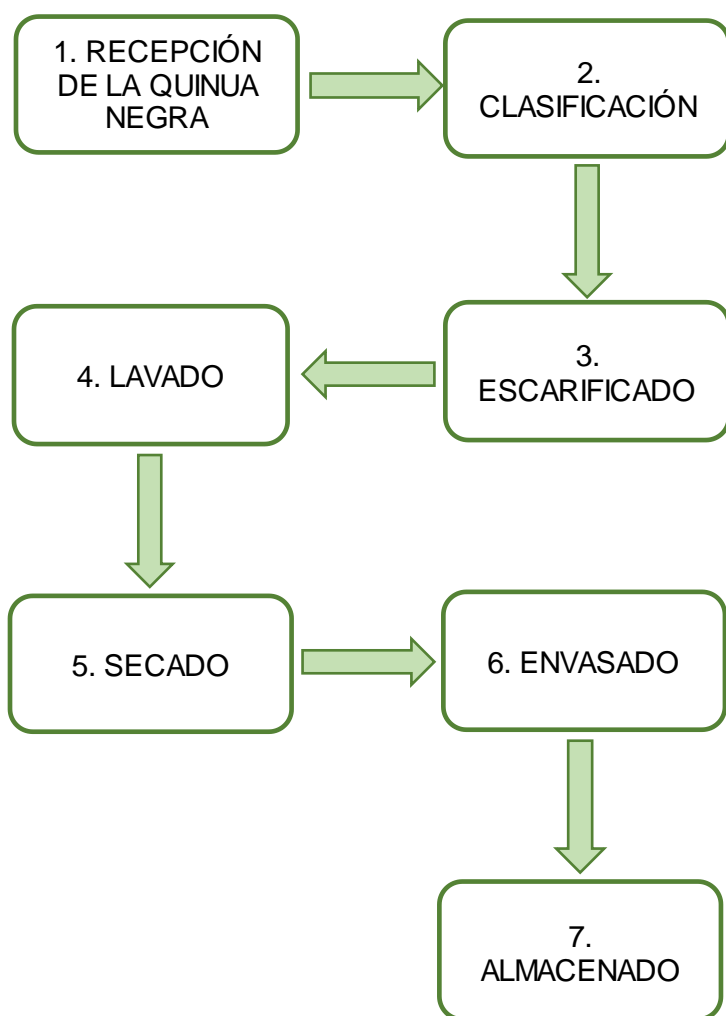 1. RECEPCIÓN
DE LA QUINUA
NEGRA
2.
CLASIFICACIÓN
3.
ESCARIFICADO
4. LAVADO
5. SECADO
6. ENVASADO
7.
ALMACENADO